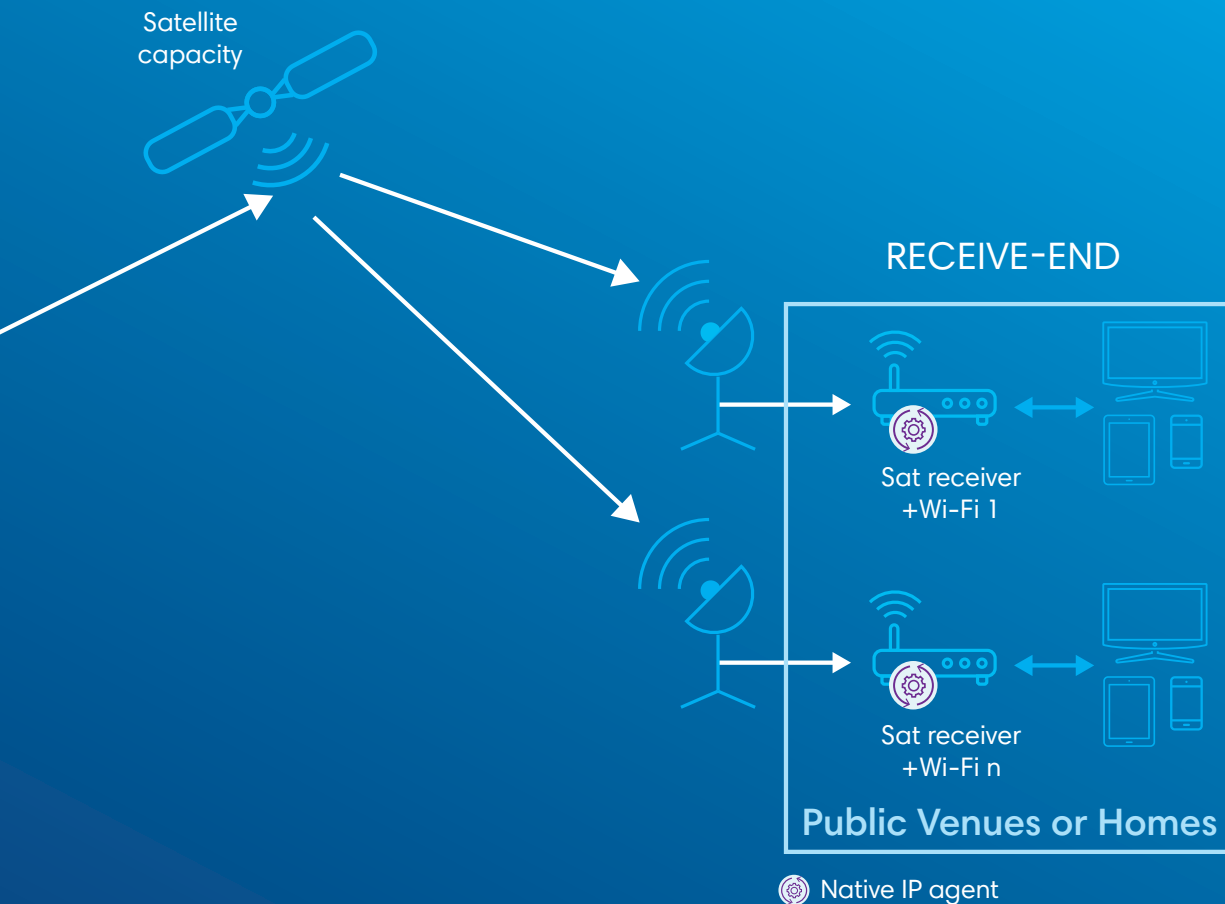 Satellite
capacity
RECEIVE-END
Sat receiver
+Wi-Fi 1
Sat receiver
+Wi-Fi n
Public Venues or Homes
Native IP agent